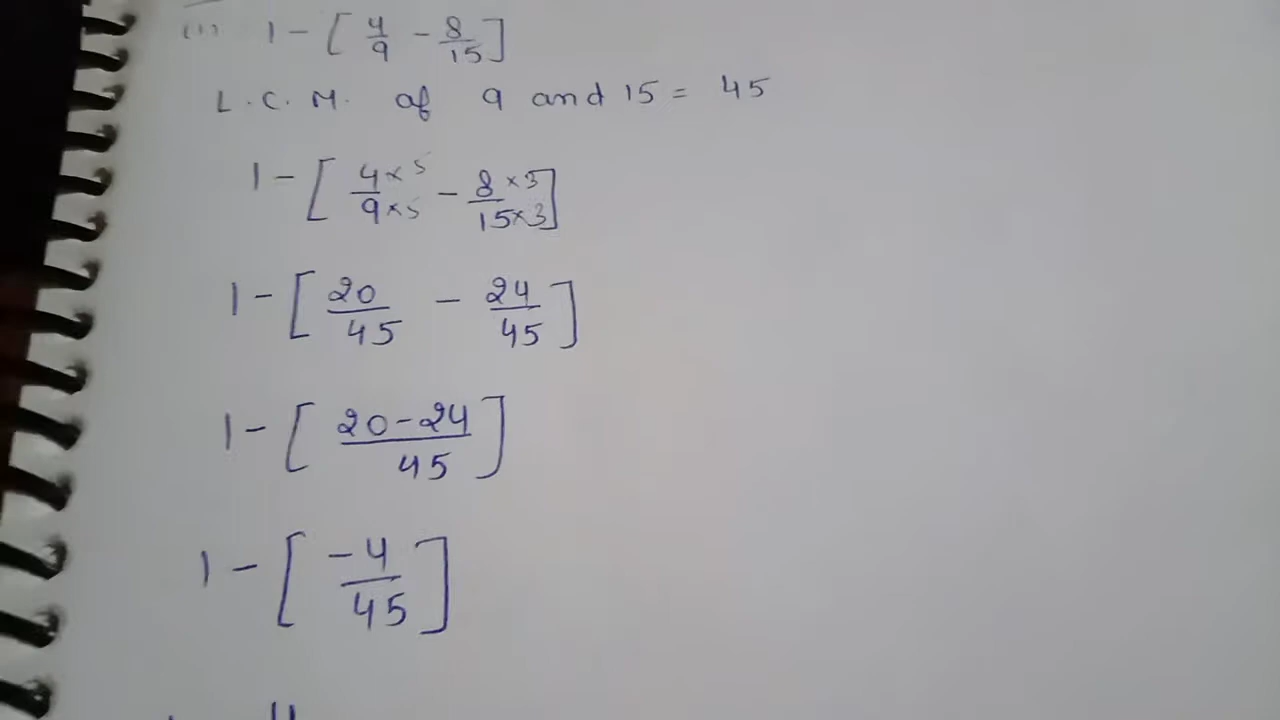 (i) 1 - [ 4/9 - 8/15 ]
L.C.M. of 9 and 15 = 45
1 - [ 4×5/9×5 - 8×3/15×3 ]
1 - [ 20/45 - 24/45 ]
1 - [ 20-24/45 ]
1 - [ -4/45 ]